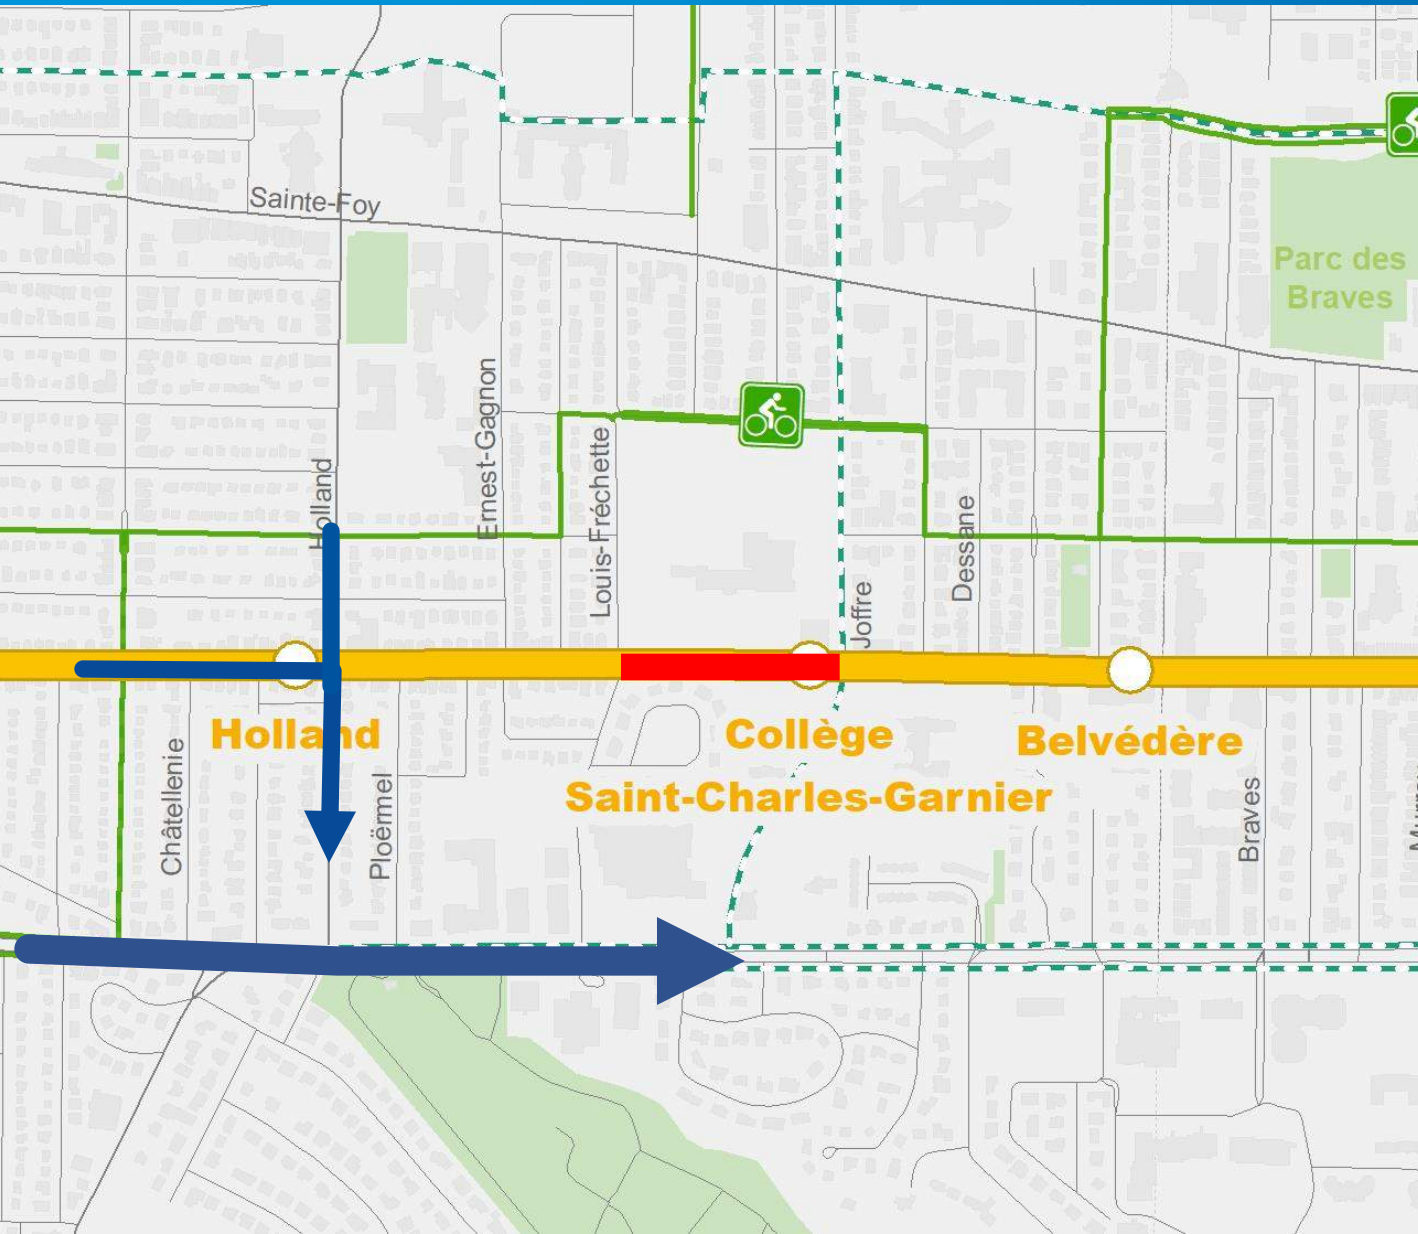 Sainte-Foy
Parc des
Braves
Holland
Ernest-Gagnon
Louis-Fréchette
Dessane
Joffre
Holland
Collège
Saint-Charles-Garnier
Belvédère
Châtellenie
Ploërmel
Braves